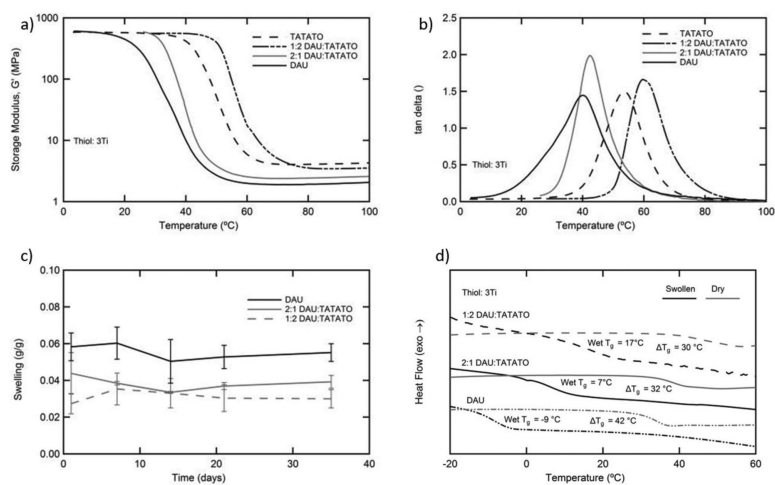 a)
1000
100
10
1
Storage Modulus, G' (MPa)
TATATO
1:2 DAU:TATATO
2:1 DAU:TATATO
DAU
Thiol: 3Ti
0 20 40 60 80 100
Temperature (ºC)
b)
2.5
2.0
1.5
1.0
0.5
0.0
tan delta ()
TATATO
1:2 DAU:TATATO
2:1 DAU:TATATO
DAU
Thiol: 3Ti
0 20 40 60 80 100
Temperature (ºC)
c)
0.10
0.08
0.06
0.04
0.02
0.00
Swelling (g/g)
DAU
2:1 DAU:TATATO
1:2 DAU:TATATO
0 10 20 30 40
Time (days)
d)
Heat Flow (exo →)
Thiol: 3Ti
Swollen Dry
1:2 DAU:TATATO
Wet Tg = 17°C
ΔTg = 30 °C
2:1 DAU:TATATO
Wet Tg = 7°C
ΔTg = 32 °C
DAU
Wet Tg = -9 °C
ΔTg = 42 °C
-20 0 20 40 60
Temperature (ºC)